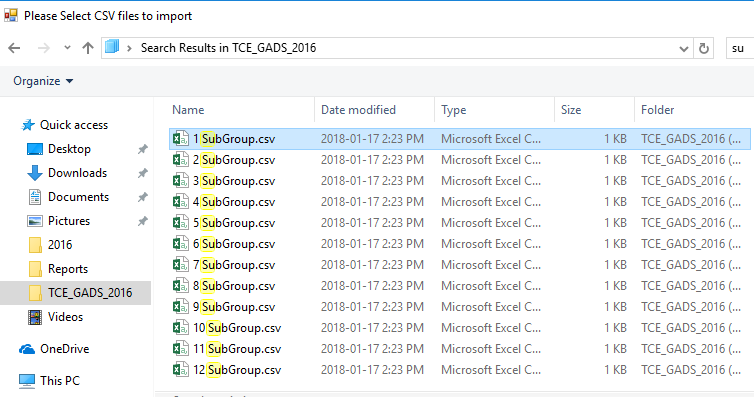 Please Select CSV files to import
Search Results in TCE_GADS_2016
su
Organize
Name Date modified Type Size Folder
Quick access
Desktop
Downloads
Documents
Pictures
2016
Reports
TCE_GADS_2016
Videos
OneDrive
This PC
1 SubGroup.csv 2018-01-17 2:23 PM Microsoft Excel C... 1 KB TCE_GADS_2016 (...
2 SubGroup.csv 2018-01-17 2:23 PM Microsoft Excel C... 1 KB TCE_GADS_2016 (...
3 SubGroup.csv 2018-01-17 2:23 PM Microsoft Excel C... 1 KB TCE_GADS_2016 (...
4 SubGroup.csv 2018-01-17 2:23 PM Microsoft Excel C... 1 KB TCE_GADS_2016 (...
5 SubGroup.csv 2018-01-17 2:23 PM Microsoft Excel C... 1 KB TCE_GADS_2016 (...
6 SubGroup.csv 2018-01-17 2:23 PM Microsoft Excel C... 1 KB TCE_GADS_2016 (...
7 SubGroup.csv 2018-01-17 2:23 PM Microsoft Excel C... 1 KB TCE_GADS_2016 (...
8 SubGroup.csv 2018-01-17 2:23 PM Microsoft Excel C... 1 KB TCE_GADS_2016 (...
9 SubGroup.csv 2018-01-17 2:23 PM Microsoft Excel C... 1 KB TCE_GADS_2016 (...
10 SubGroup.csv 2018-01-17 2:23 PM Microsoft Excel C... 1 KB TCE_GADS_2016 (...
11 SubGroup.csv 2018-01-17 2:23 PM Microsoft Excel C... 1 KB TCE_GADS_2016 (...
12 SubGroup.csv 2018-01-17 2:23 PM Microsoft Excel C... 1 KB TCE_GADS_2016 (...